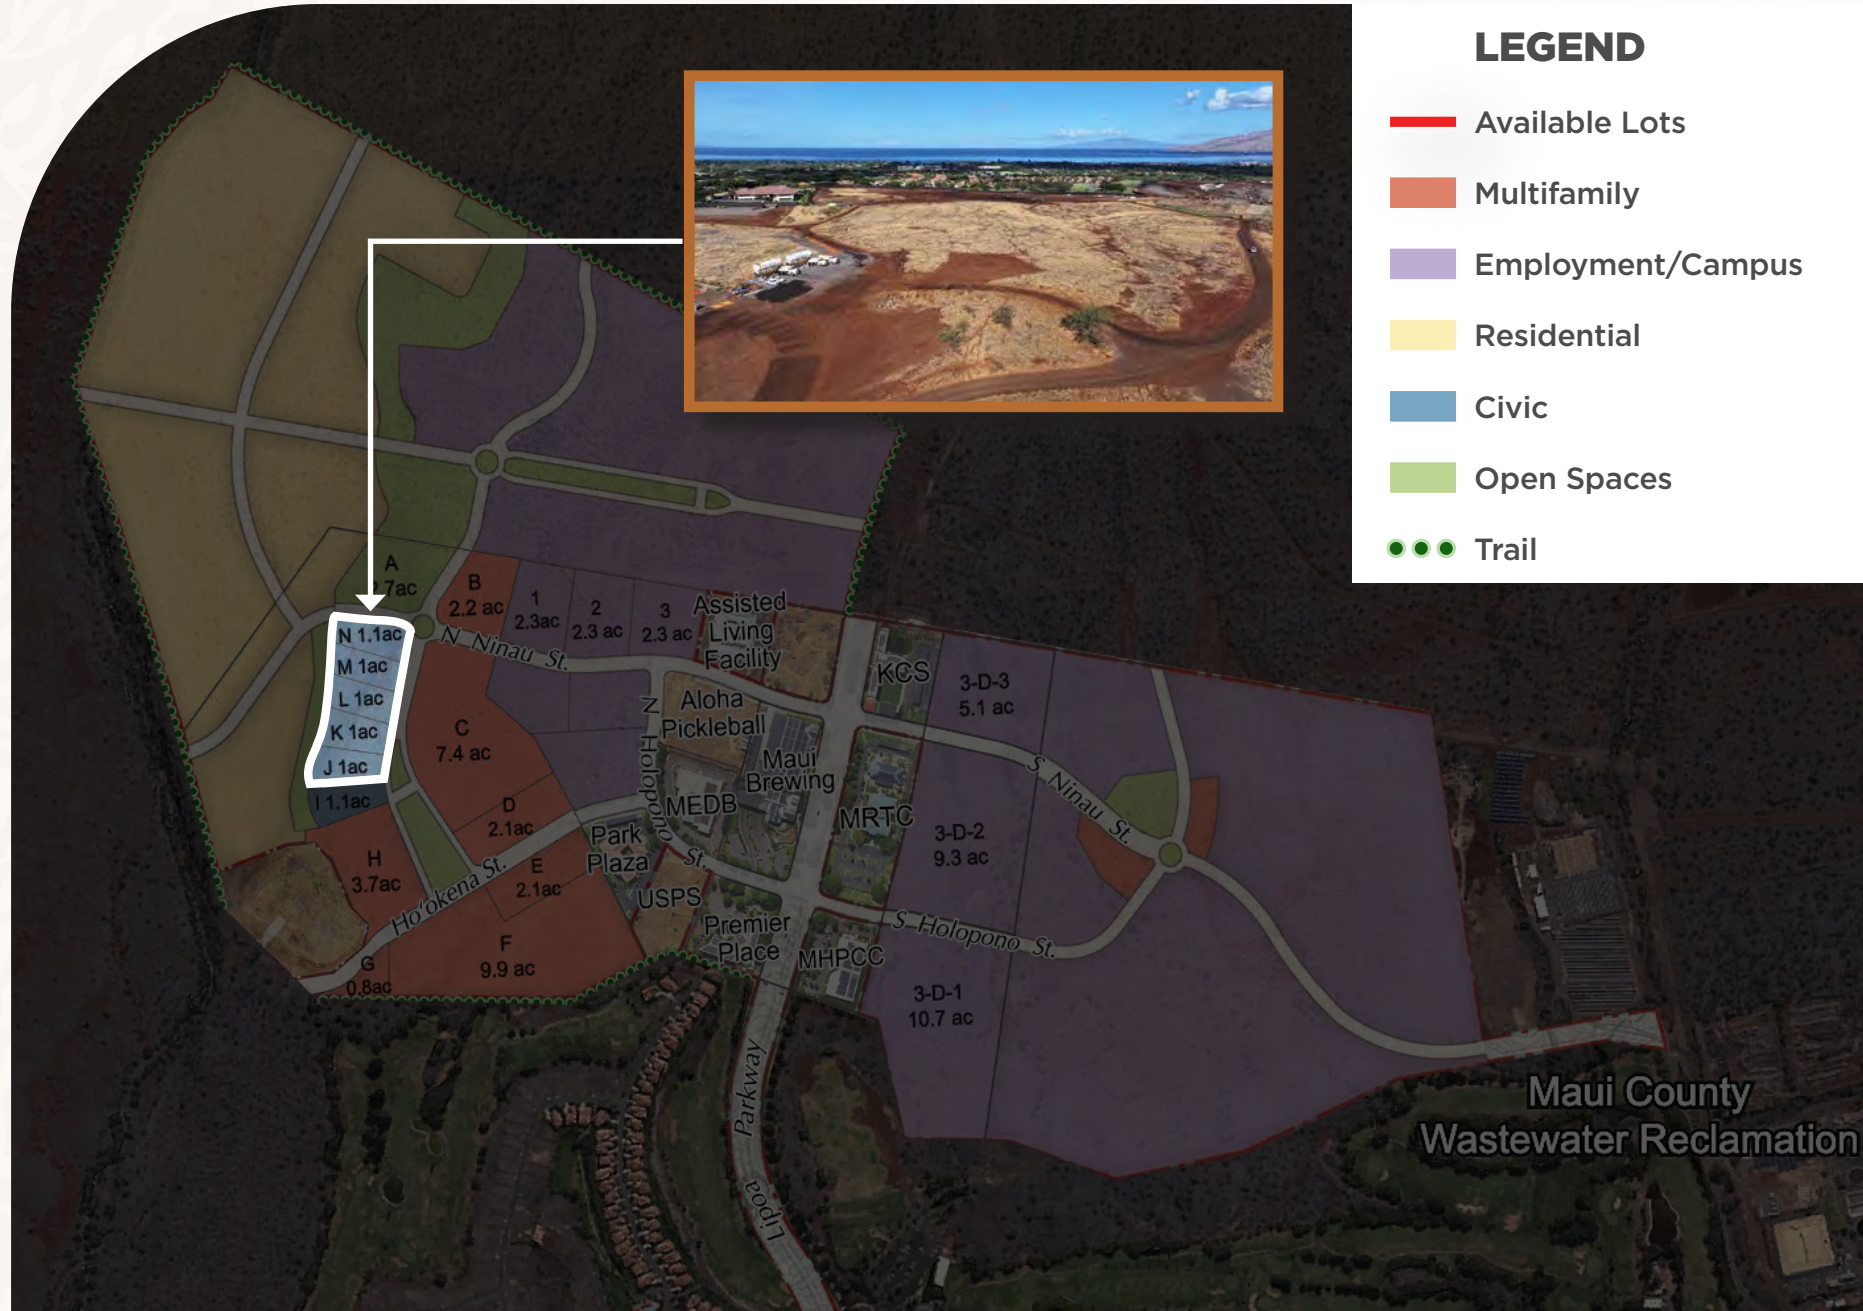 LEGEND
Available Lots
Multifamily
Employment/Campus
Residential
Civic
Open Spaces
Trail
A
7ac
B
2.2 ac
1
2.3ac
2
2.3 ac
3
2.3 ac
Assisted
Living
Facility
N 1.1ac
M 1ac
L 1ac
K 1ac
J 1ac
I 1.1ac
N Ninau St.
KCS
3-D-3
5.1 ac
Aloha
Pickleball
N Holopono St.
C
7.4 ac
Maui
Brewing
S Ninau St.
MEDB
MRTC
D
2.1ac
3-D-2
9.3 ac
Park
Plaza
H
3.7ac
E
2.1ac
Ho'okena St.
USPS
Premier
Place
S Holopono St.
MHPCC
F
9.9 ac
G
0.8ac
3-D-1
10.7 ac
Lipoa Parkway
Maui County
Wastewater Reclamation